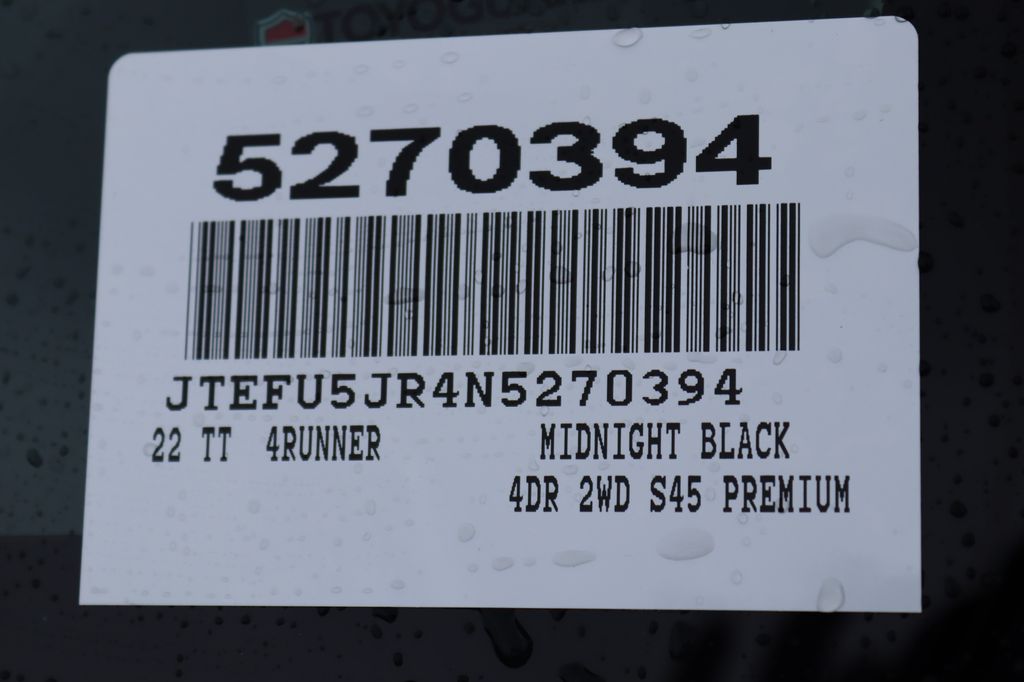 5270394
JTEFU5JR4N5270394
22 TT 4RUNNER MIDNIGHT BLACK
4DR 2WD S45 PREMIUM